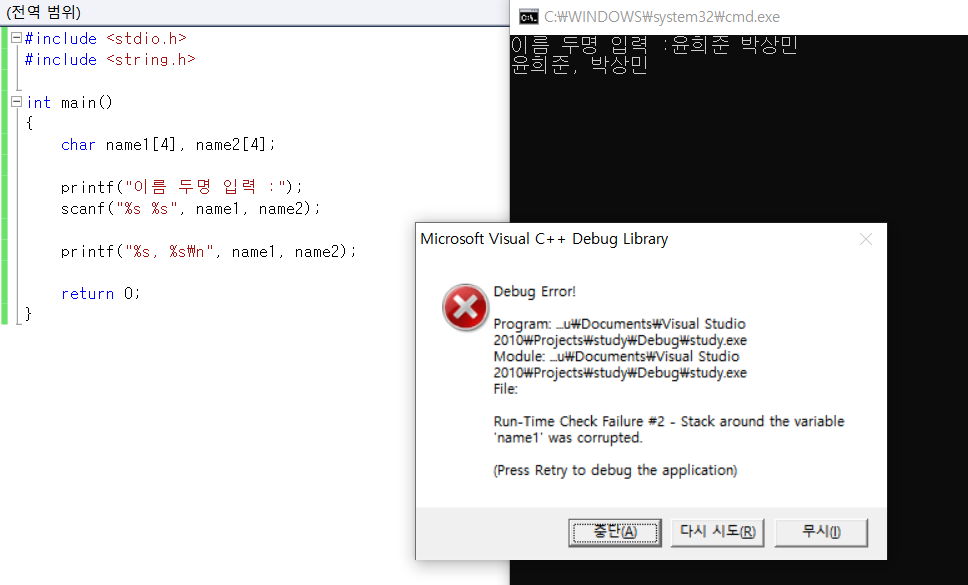 (전역 범위)
#include <stdio.h>
#include <string.h>
int main()
{
char name1[4], name2[4];
printf("이름 두명 입력 :");
scanf("%s %s", name1, name2);
printf("%s, %s₩n", name1, name2);
return 0;
}
C:₩WINDOWS₩system32₩cmd.exe
이름 두명 입력 :윤희준 박상민
윤희준, 박상민
Microsoft Visual C++ Debug Library
Debug Error!
Program: ...u₩Documents₩Visual Studio
2010₩Projects₩study₩Debug₩study.exe
Module: ...u₩Documents₩Visual Studio
2010₩Projects₩study₩Debug₩study.exe
File:
Run-Time Check Failure #2 - Stack around the variable
'name1' was corrupted.
(Press Retry to debug the application)
중단(A) 다시 시도(R) 무시(I)